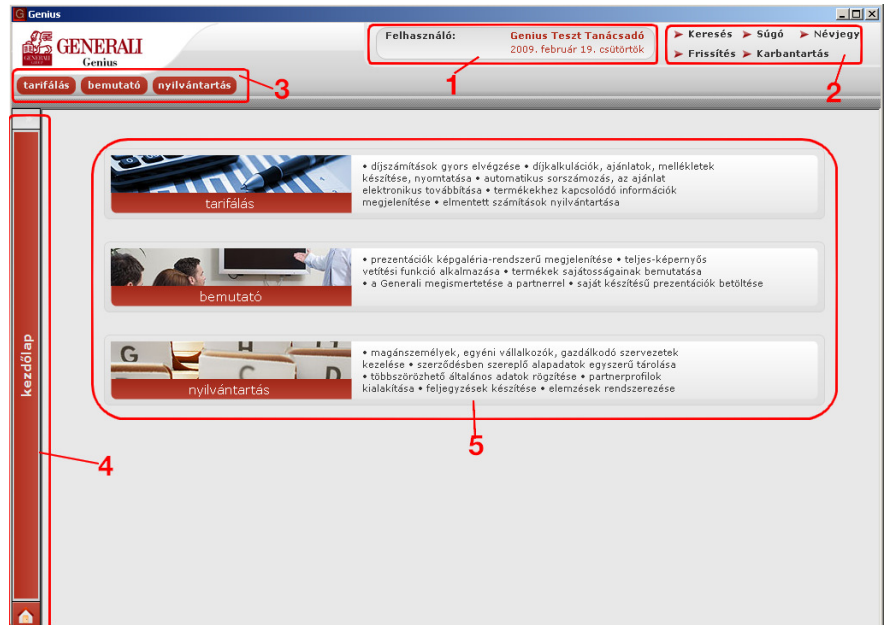 Genius
GENERALI
Genius
Felhasználó: Genius Teszt Tanácsadó
2009. február 19. csütörtök
Keresés Súgó Névjegy
Frissítés Karbantartás
1
2
tarifálás bemutató nyilvántartás
3
• díjszámítások gyors elvégzése • díjkalkulációk, ajánlatok, mellékletek
készítése, nyomtatása • automatikus sorszámozás, az ajánlat
elektronikus továbbítása • termékekhez kapcsolódó információk
megjelenítése • elmentett számítások nyilvántartása
tarifálás
• prezentációk képgaléria-rendszerű megjelenítése • teljes-képernyős
vetítési funkció alkalmazása • termékek sajátosságainak bemutatása
• a Generali megismertetése a partnerrel • saját készítésű prezentációk betöltése
bemutató
G H C D
• magánszemélyek, egyéni vállalkozók, gazdálkodó szervezetek
kezelése • szerződésben szereplő alapadatok egyszerű tárolása
• többszörözhető általános adatok rögzítése • partnerprofilok
kialakítása • feljegyzések készítése • elemzések rendszerezése
nyilvántartás
kezdőlap
4
5